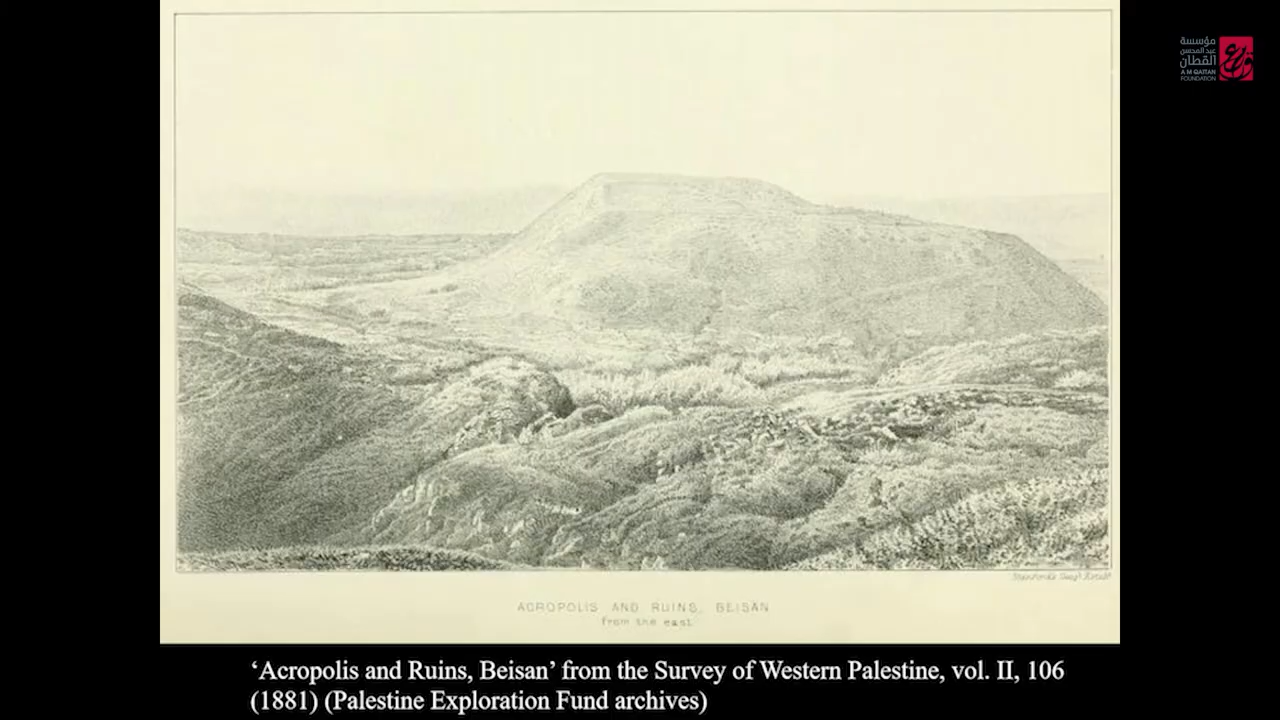 مؤسسة
عبد المحسن
القطان
A M QATTAN
FOUNDATION
ACROPOLIS AND RUINS, BEISÂN
from the east
‘Acropolis and Ruins, Beisan’ from the Survey of Western Palestine, vol. II, 106
(1881) (Palestine Exploration Fund archives)